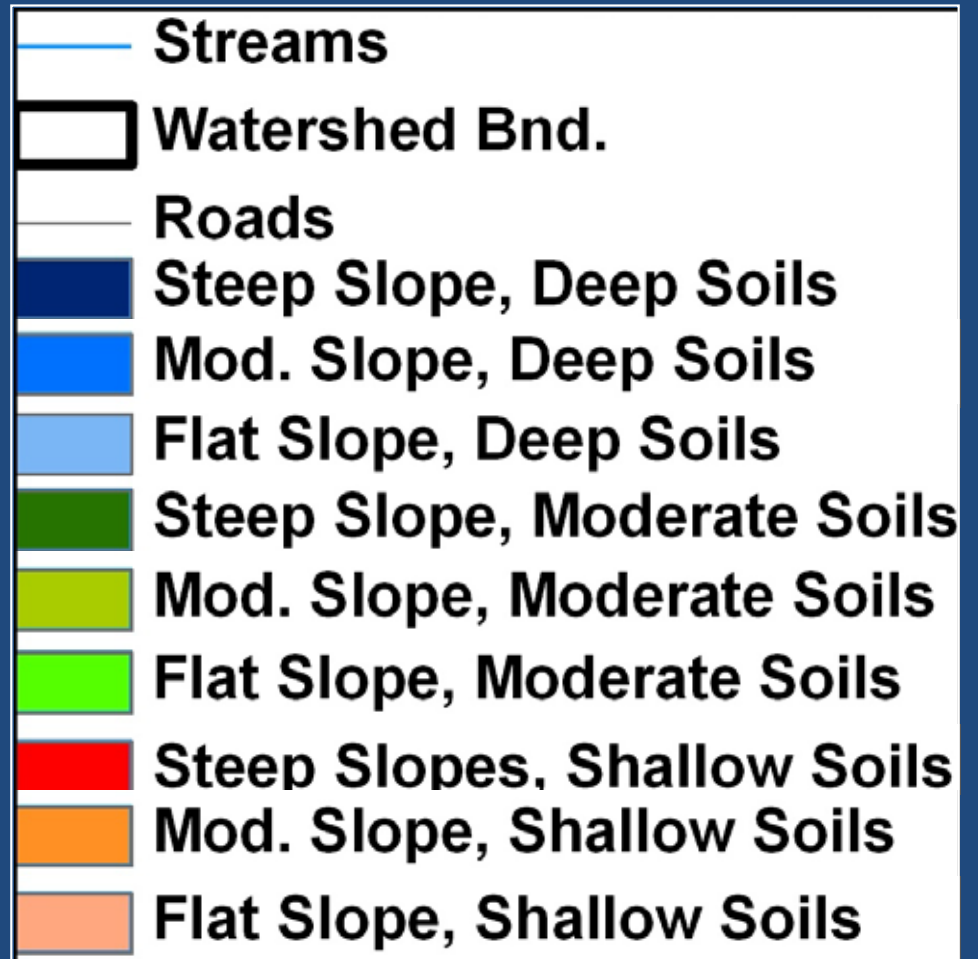 Streams
Watershed Bnd.
Roads
Steep Slope, Deep Soils
Mod. Slope, Deep Soils
Flat Slope, Deep Soils
Steep Slope, Moderate Soils
Mod. Slope, Moderate Soils
Flat Slope, Moderate Soils
Steep Slopes, Shallow Soils
Mod. Slope, Shallow Soils
Flat Slope, Shallow Soils